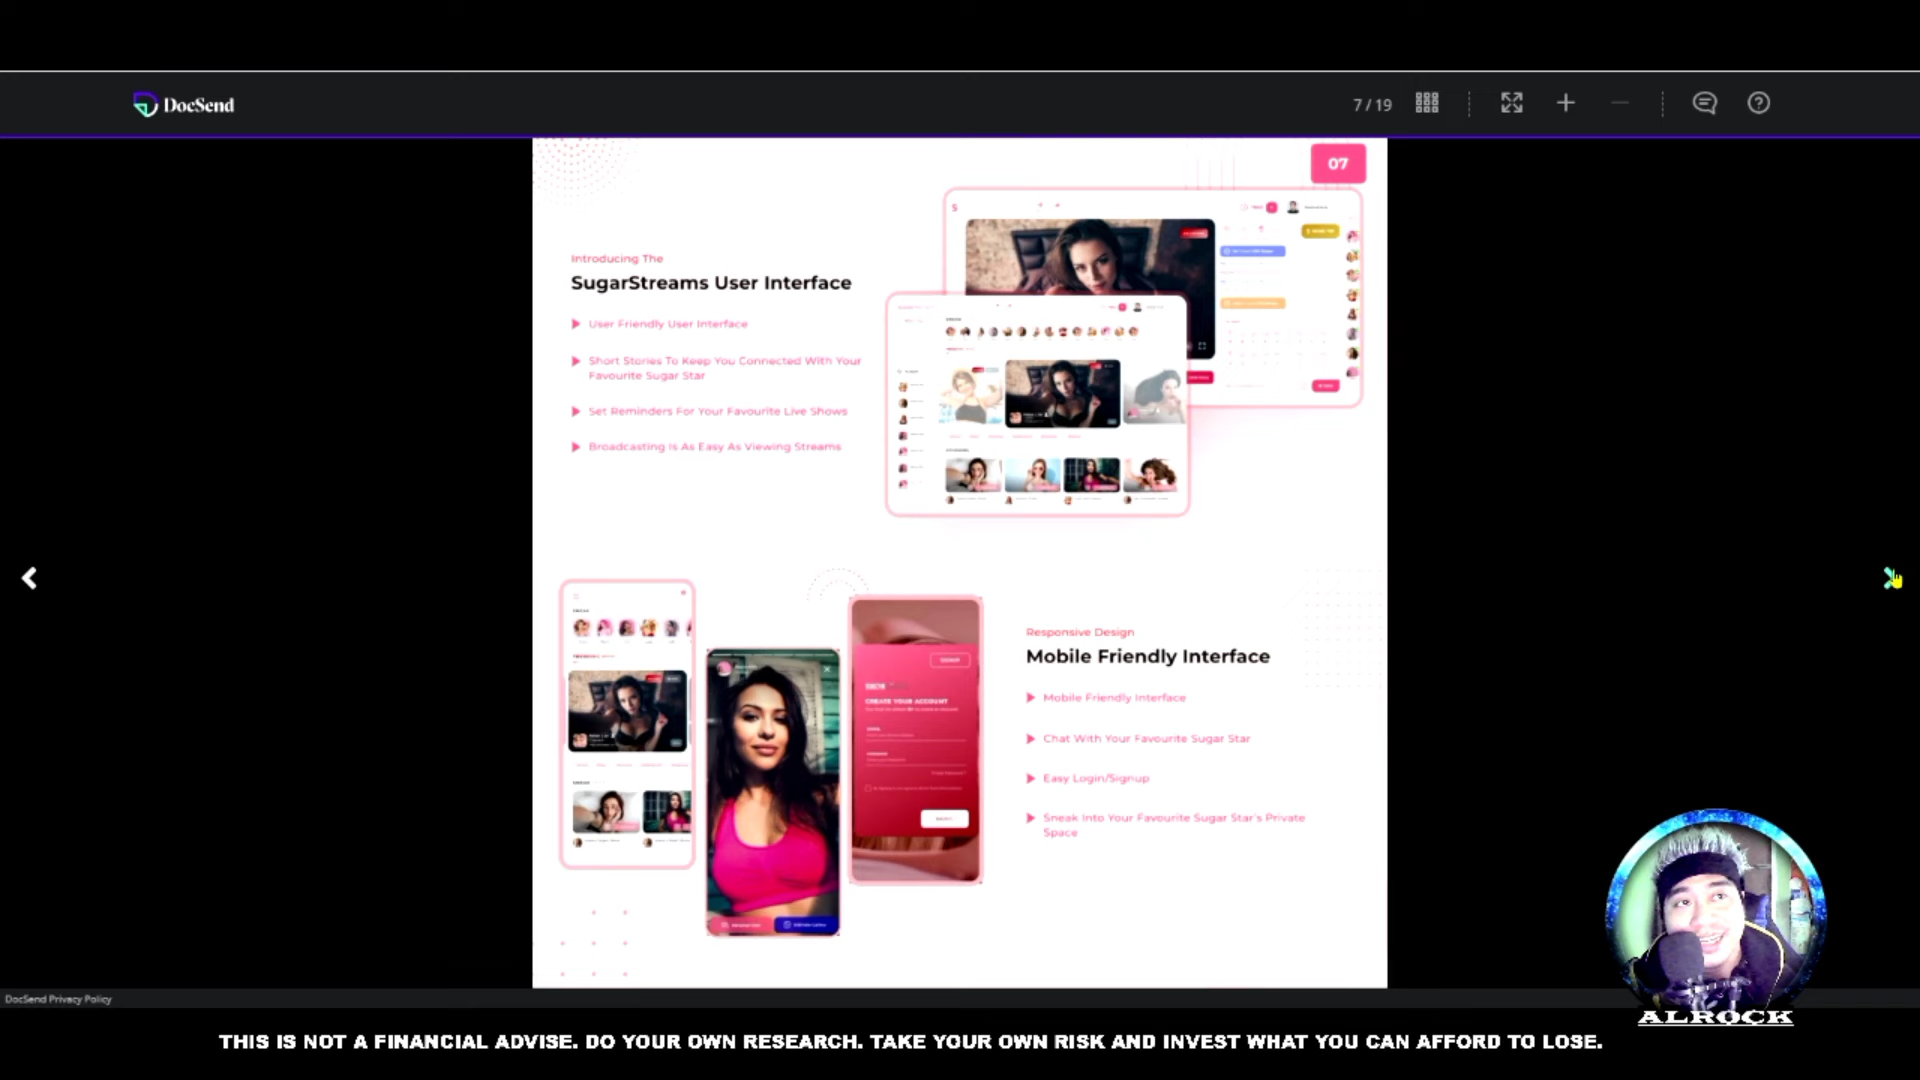 DocSend
7 / 19
07
Introducing The
SugarStreams User Interface
User Friendly User Interface
Short Stories To Keep You Connected With Your
Favourite Sugar Star
Set Reminders For Your Favourite Live Shows
Broadcasting Is As Easy As Viewing Streams
SIGNUP
CREATE YOUR ACCOUNT
Responsive Design
Mobile Friendly Interface
Mobile Friendly Interface
Chat With Your Favourite Sugar Star
Easy Login/Signup
Sneak Into Your Favourite Sugar Star's Private
Space
ALROCK
DocSend Privacy Policy
THIS IS NOT A FINANCIAL ADVISE. DO YOUR OWN RESEARCH. TAKE YOUR OWN RISK AND INVEST WHAT YOU CAN AFFORD TO LOSE.